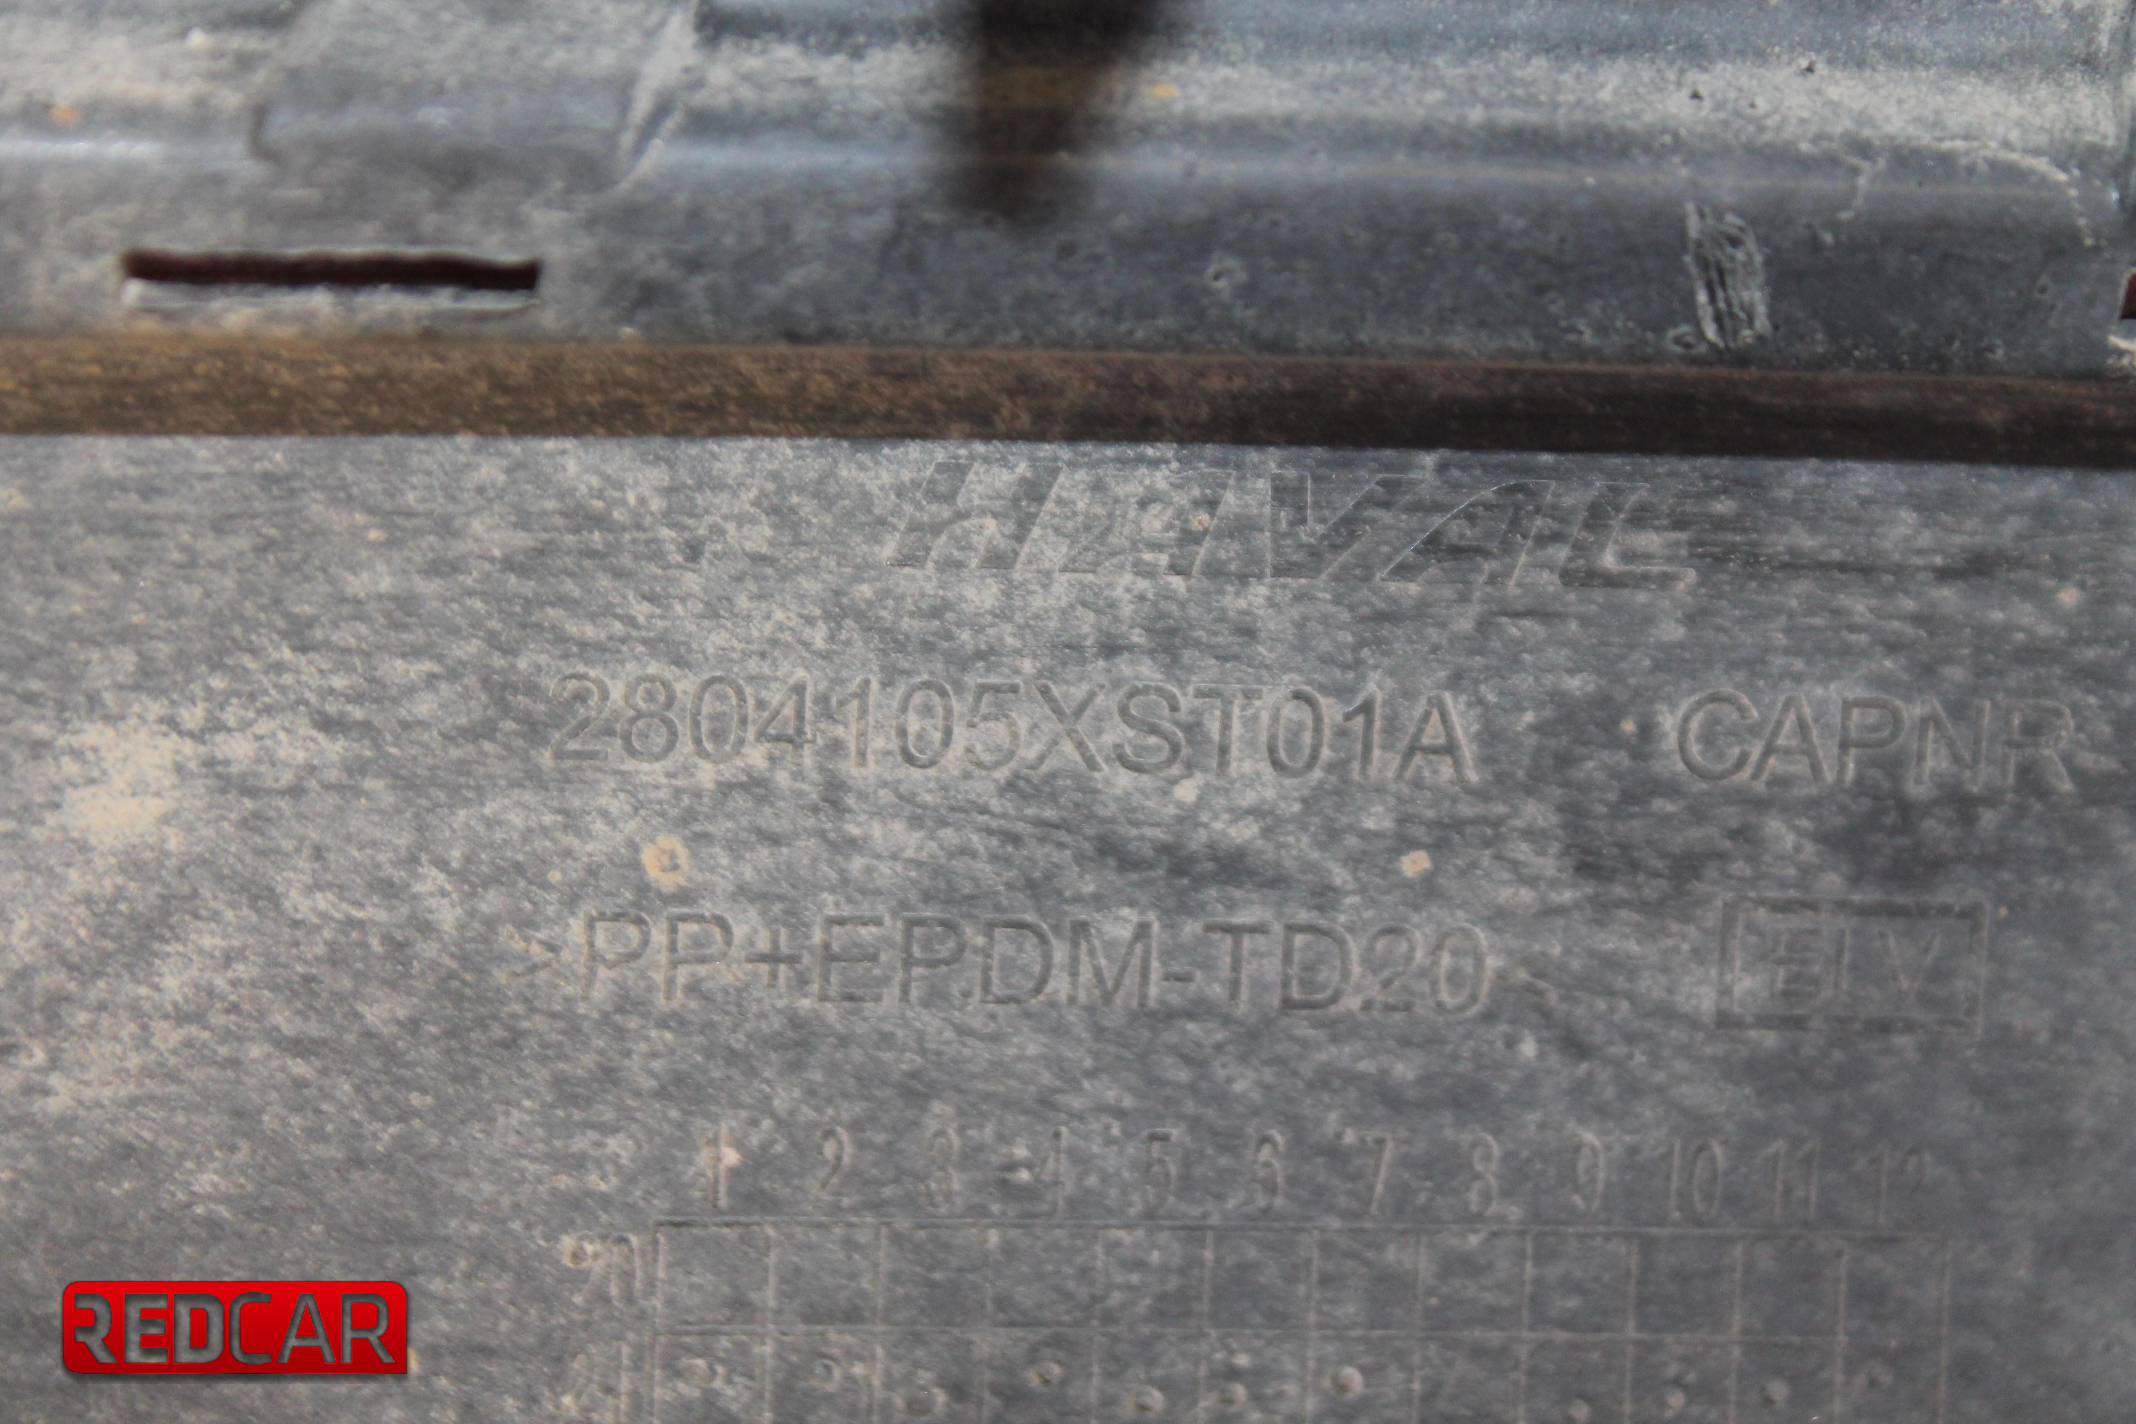 HAVAL
2804105XST01A CAPNR
>PP+EPDM-TD20< ELV
1 2 3 4 5 6 7 8 9 10 11 12
20
21
REDCAR